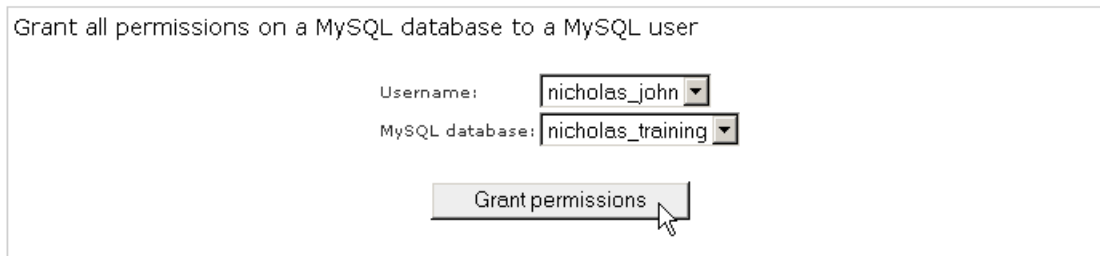 Grant all permissions on a MySQL database to a MySQL user
Username: nicholas_john
MySQL database: nicholas_training
Grant permissions